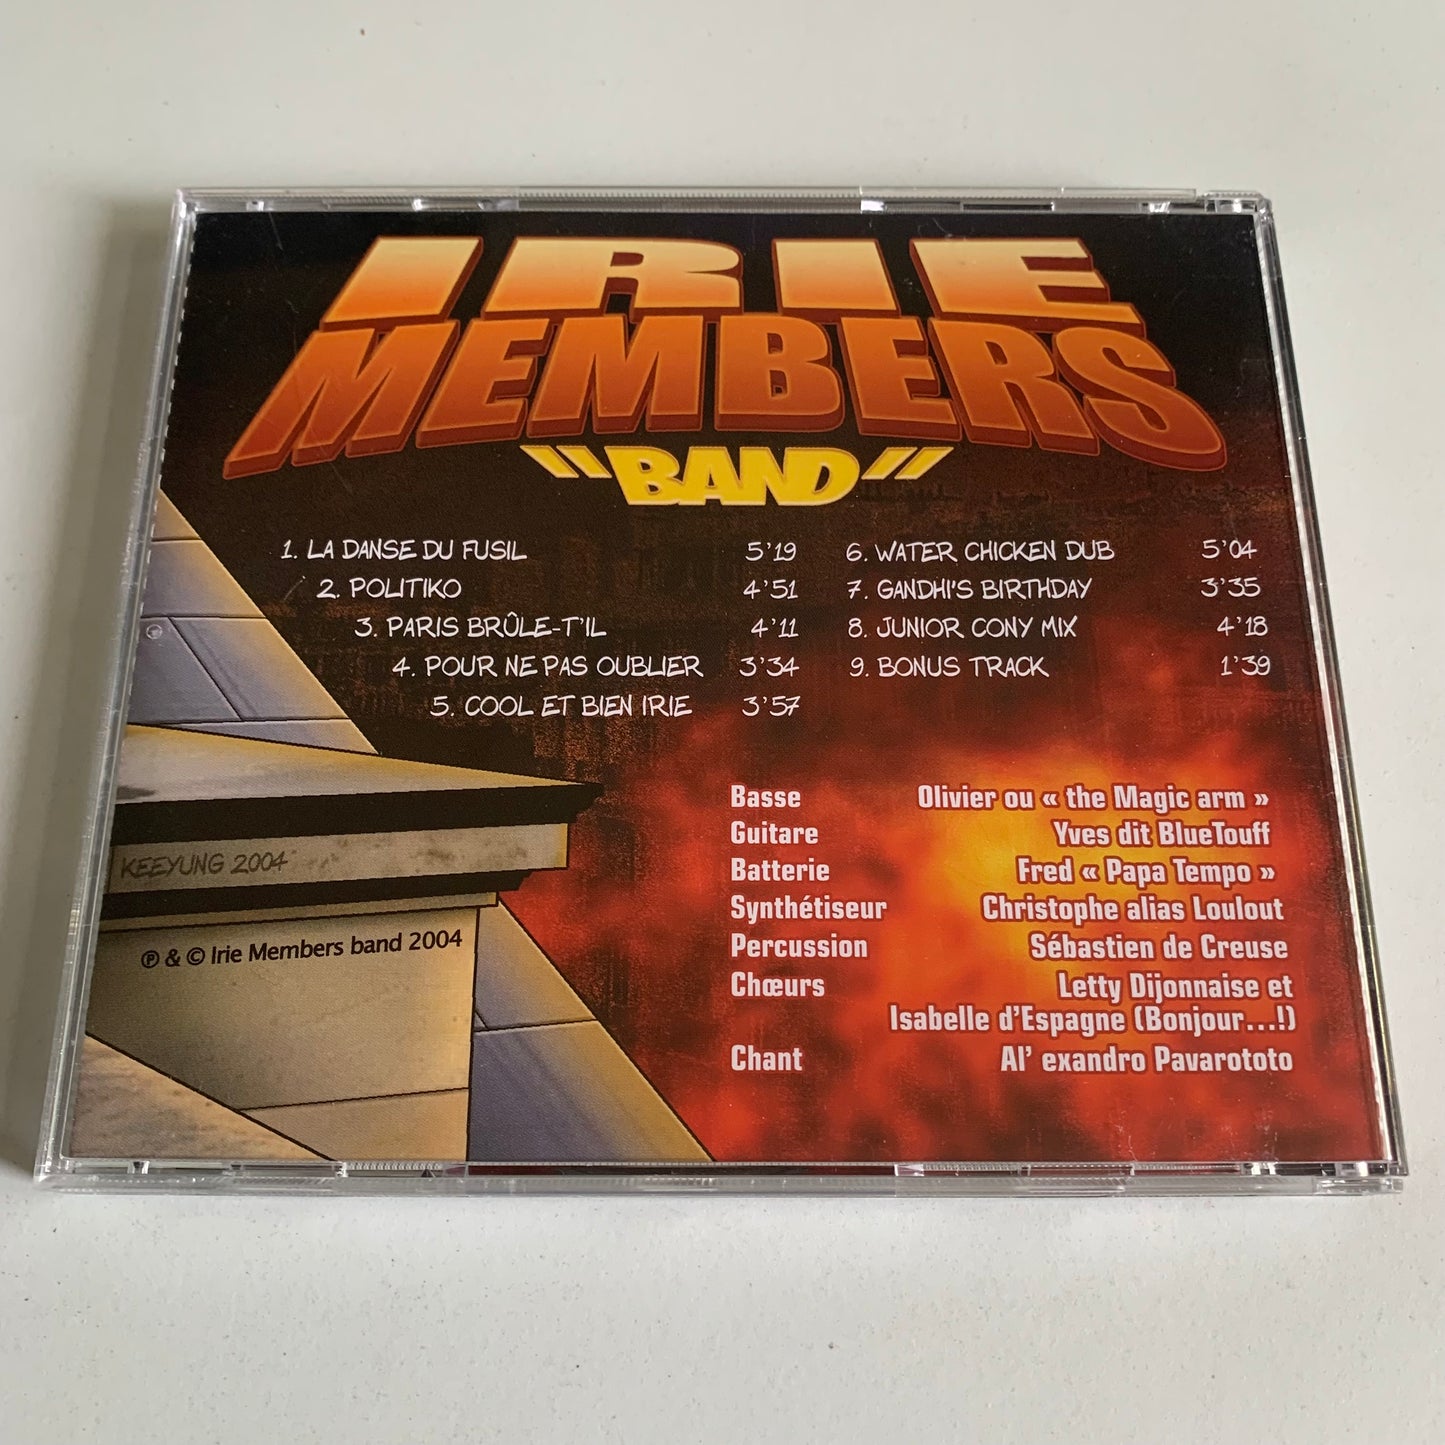 IRIE
MEMBERS
"BAND"
1. LA DANSE DU FUSIL 5'19
2. POLITIKO 4'51
3. PARIS BRÛLE-T'IL 4'11
4. POUR NE PAS OUBLIER 3'34
5. COOL ET BIEN IRIE 3'57
6. WATER CHICKEN DUB 5'04
7. GANDHI'S BIRTHDAY 3'35
8. JUNIOR CONY MIX 4'18
9. BONUS TRACK 1'39
KEEYUNG 2004
℗ & © Irie Members band 2004
Basse Olivier ou « the Magic arm »
Guitare Yves dit BlueTouff
Batterie Fred « Papa Tempo »
Synthétiseur Christophe alias Loulout
Percussion Sébastien de Creuse
Chœurs Letty Dijonnaise et
Isabelle d'Espagne (Bonjour...!)
Chant Al' exandro Pavarototo